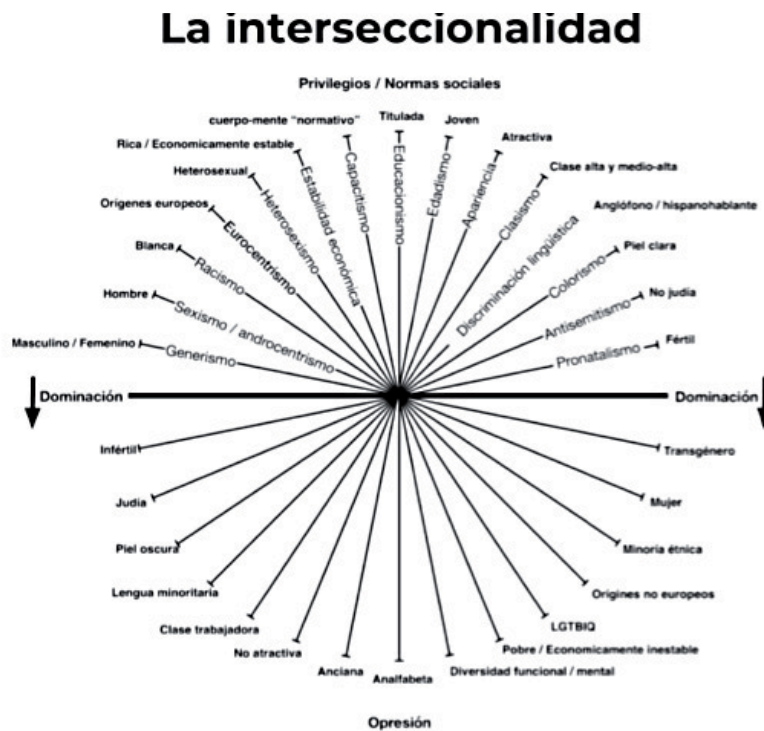 La interseccionalidad
Privilegios / Normas sociales
cuerpo-mente “normativo”
Titulada
Joven
Rica / Economicamente estable
Atractiva
Heterosexual
Clase alta y medio-alta
Orígenes europeos
Anglófono / hispanohablante
Blanca
Piel clara
Hombre
No judía
Masculino / Femenino
Fértil
Generismo
Sexismo / androcentrismo
Racismo
Eurocentrismo
Heterosexismo
Estabilidad económica
Capacitismo
Educacionismo
Edadismo
Apariencia
Clasismo
Discriminación lingüística
Colorismo
Antisemitismo
Pronatalismo
Dominación
Dominación
Infértil
Transgénero
Judía
Mujer
Piel oscura
Minoría étnica
Lengua minoritaria
Orígines no europeos
Clase trabajadora
LGTBIQ
No atractiva
Pobre / Economicamente inestable
Anciana
Analfabeta
Diversidad funcional / mental
Opresión